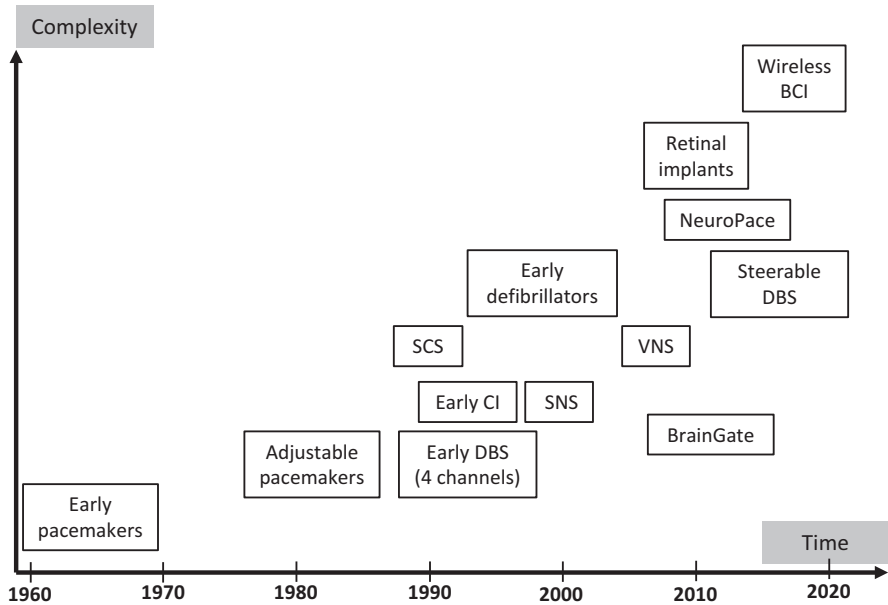 Complexity
Wireless
BCI
Retinal
implants
NeuroPace
Early
defibrillators
Steerable
DBS
SCS
VNS
Early CI
SNS
BrainGate
Adjustable
pacemakers
Early DBS
(4 channels)
Early
pacemakers
Time
1960 1970 1980 1990 2000 2010 2020